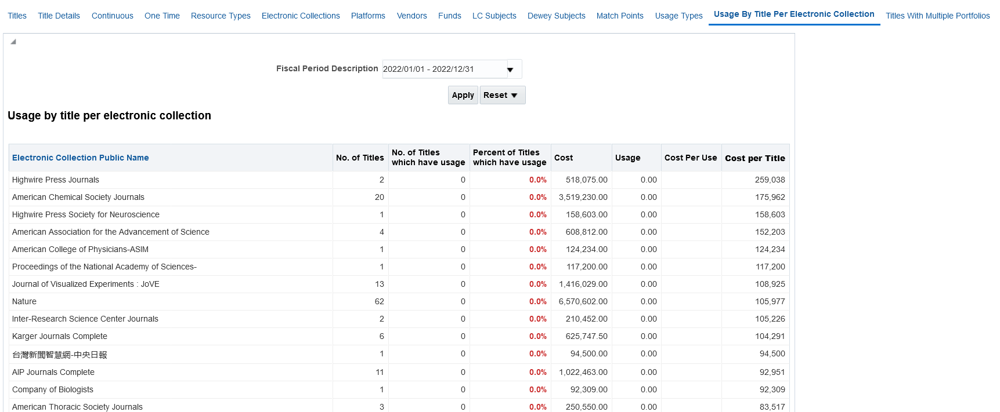 Titles Title Details Continuous One Time Resource Types Electronic Collections Platforms Vendors Funds LC Subjects Dewey Subjects Match Points Usage Types Usage By Title Per Electronic Collection Titles With Multiple Portfolios
Fiscal Period Description 2022/01/01 - 2022/12/31
Apply Reset
Usage by title per electronic collection
Electronic Collection Public Name No. of Titles No. of Titles which have usage Percent of Titles which have usage Cost Usage Cost Per Use Cost per Title
Highwire Press Journals 2 0 0.0% 518,075.00 0.00 259,038
American Chemical Society Journals 20 0 0.0% 3,519,230.00 0.00 175,962
Highwire Press Society for Neuroscience 1 0 0.0% 158,603.00 0.00 158,603
American Association for the Advancement of Science 4 0 0.0% 608,812.00 0.00 152,203
American College of Physicians-ASIM 1 0 0.0% 124,234.00 0.00 124,234
Proceedings of the National Academy of Sciences- 1 0 0.0% 117,200.00 0.00 117,200
Journal of Visualized Experiments : JoVE 13 0 0.0% 1,416,029.00 0.00 108,925
Nature 62 0 0.0% 6,570,602.00 0.00 105,977
Inter-Research Science Center Journals 2 0 0.0% 210,452.00 0.00 105,226
Karger Journals Complete 6 0 0.0% 625,747.50 0.00 104,291
台灣新聞智慧網-中央日報 1 0 0.0% 94,500.00 0.00 94,500
AIP Journals Complete 11 0 0.0% 1,022,463.00 0.00 92,951
Company of Biologists 1 0 0.0% 92,309.00 0.00 92,309
American Thoracic Society Journals 3 0 0.0% 250,550.00 0.00 83,517